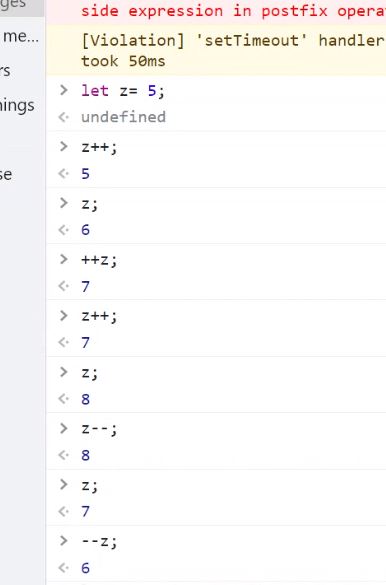 ges
side expression in postfix opera
me...
[Violation] 'setTimeout' handler
took 50ms
rs
> let z= 5;
nings
<· undefined
> z++;
se
<· 5
> z;
<· 6
> ++z;
<· 7
> z++;
<· 7
> z;
<· 8
> z--;
<· 8
> z;
<· 7
> --z;
<· 6